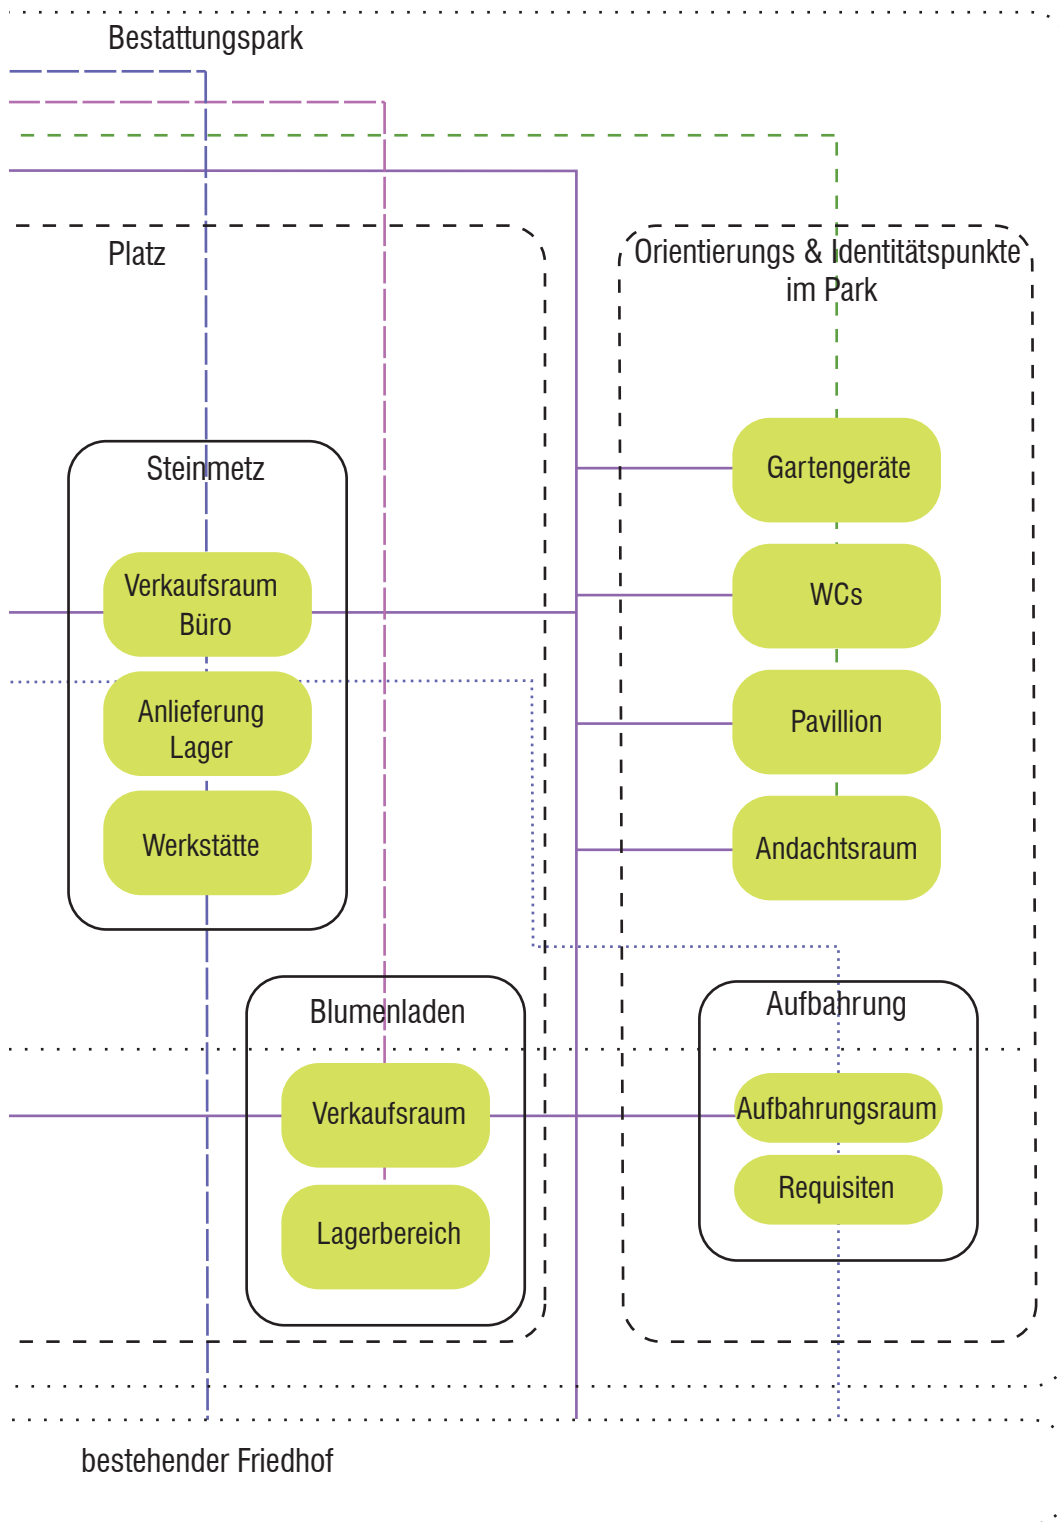 Bestattungspark
Platz
Orientierungs & Identitätspunkte
im Park
Steinmetz
Verkaufsraum
Büro
Anlieferung
Lager
Werkstätte
Gartengeräte
WCs
Pavillion
Andachtsraum
Blumenladen
Verkaufsraum
Lagerbereich
Aufbahrung
Aufbahrungsraum
Requisiten
bestehender Friedhof